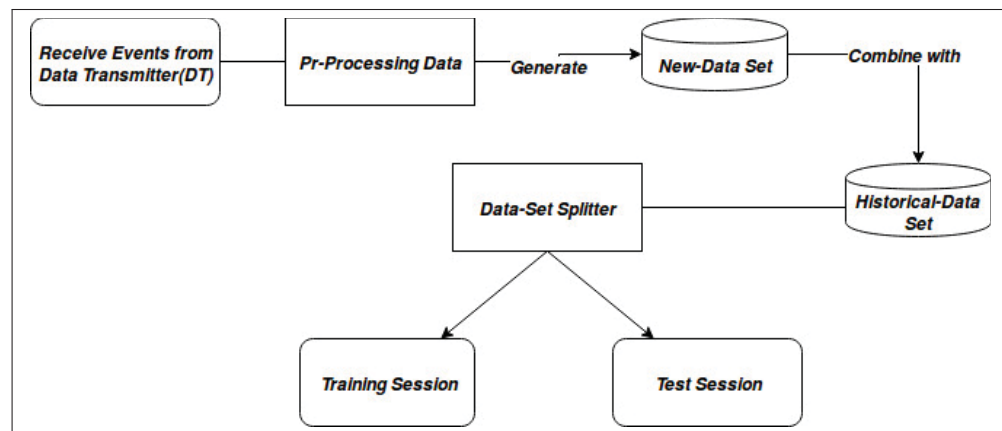 Receive Events from
Data Transmitter(DT)
Pr-Processing Data
Generate
New-Data Set
Combine with
Historical-Data
Set
Data-Set Splitter
Training Session
Test Session